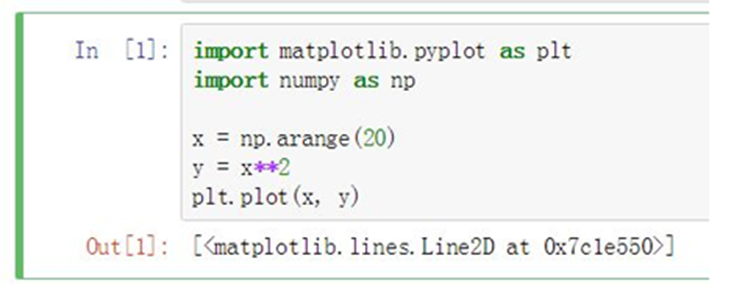 In [1]: import matplotlib.pyplot as plt
import numpy as np
x = np.arange(20)
y = x**2
plt.plot(x, y)
Out[1]: [<matplotlib.lines.Line2D at 0x7c1e550>]